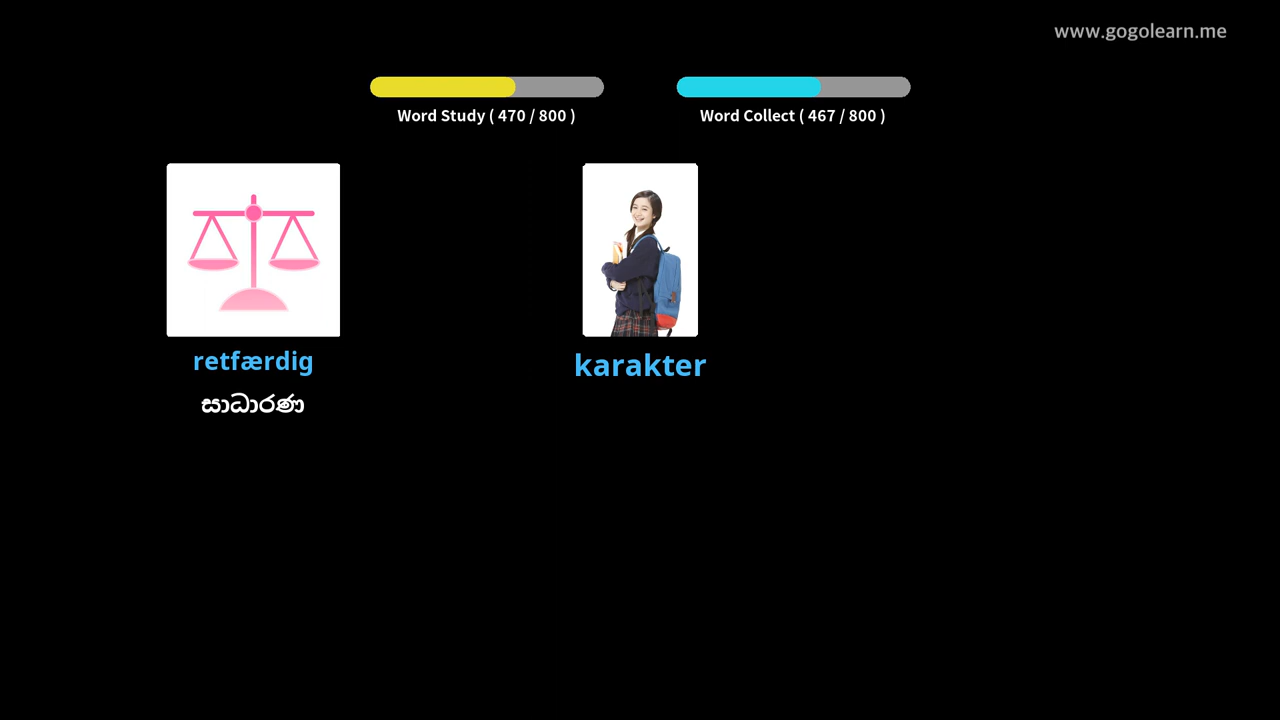 www.gogolearn.me
Word Study ( 470 / 800 )
Word Collect ( 467 / 800 )
retfærdig
සාධාරණ
karakter